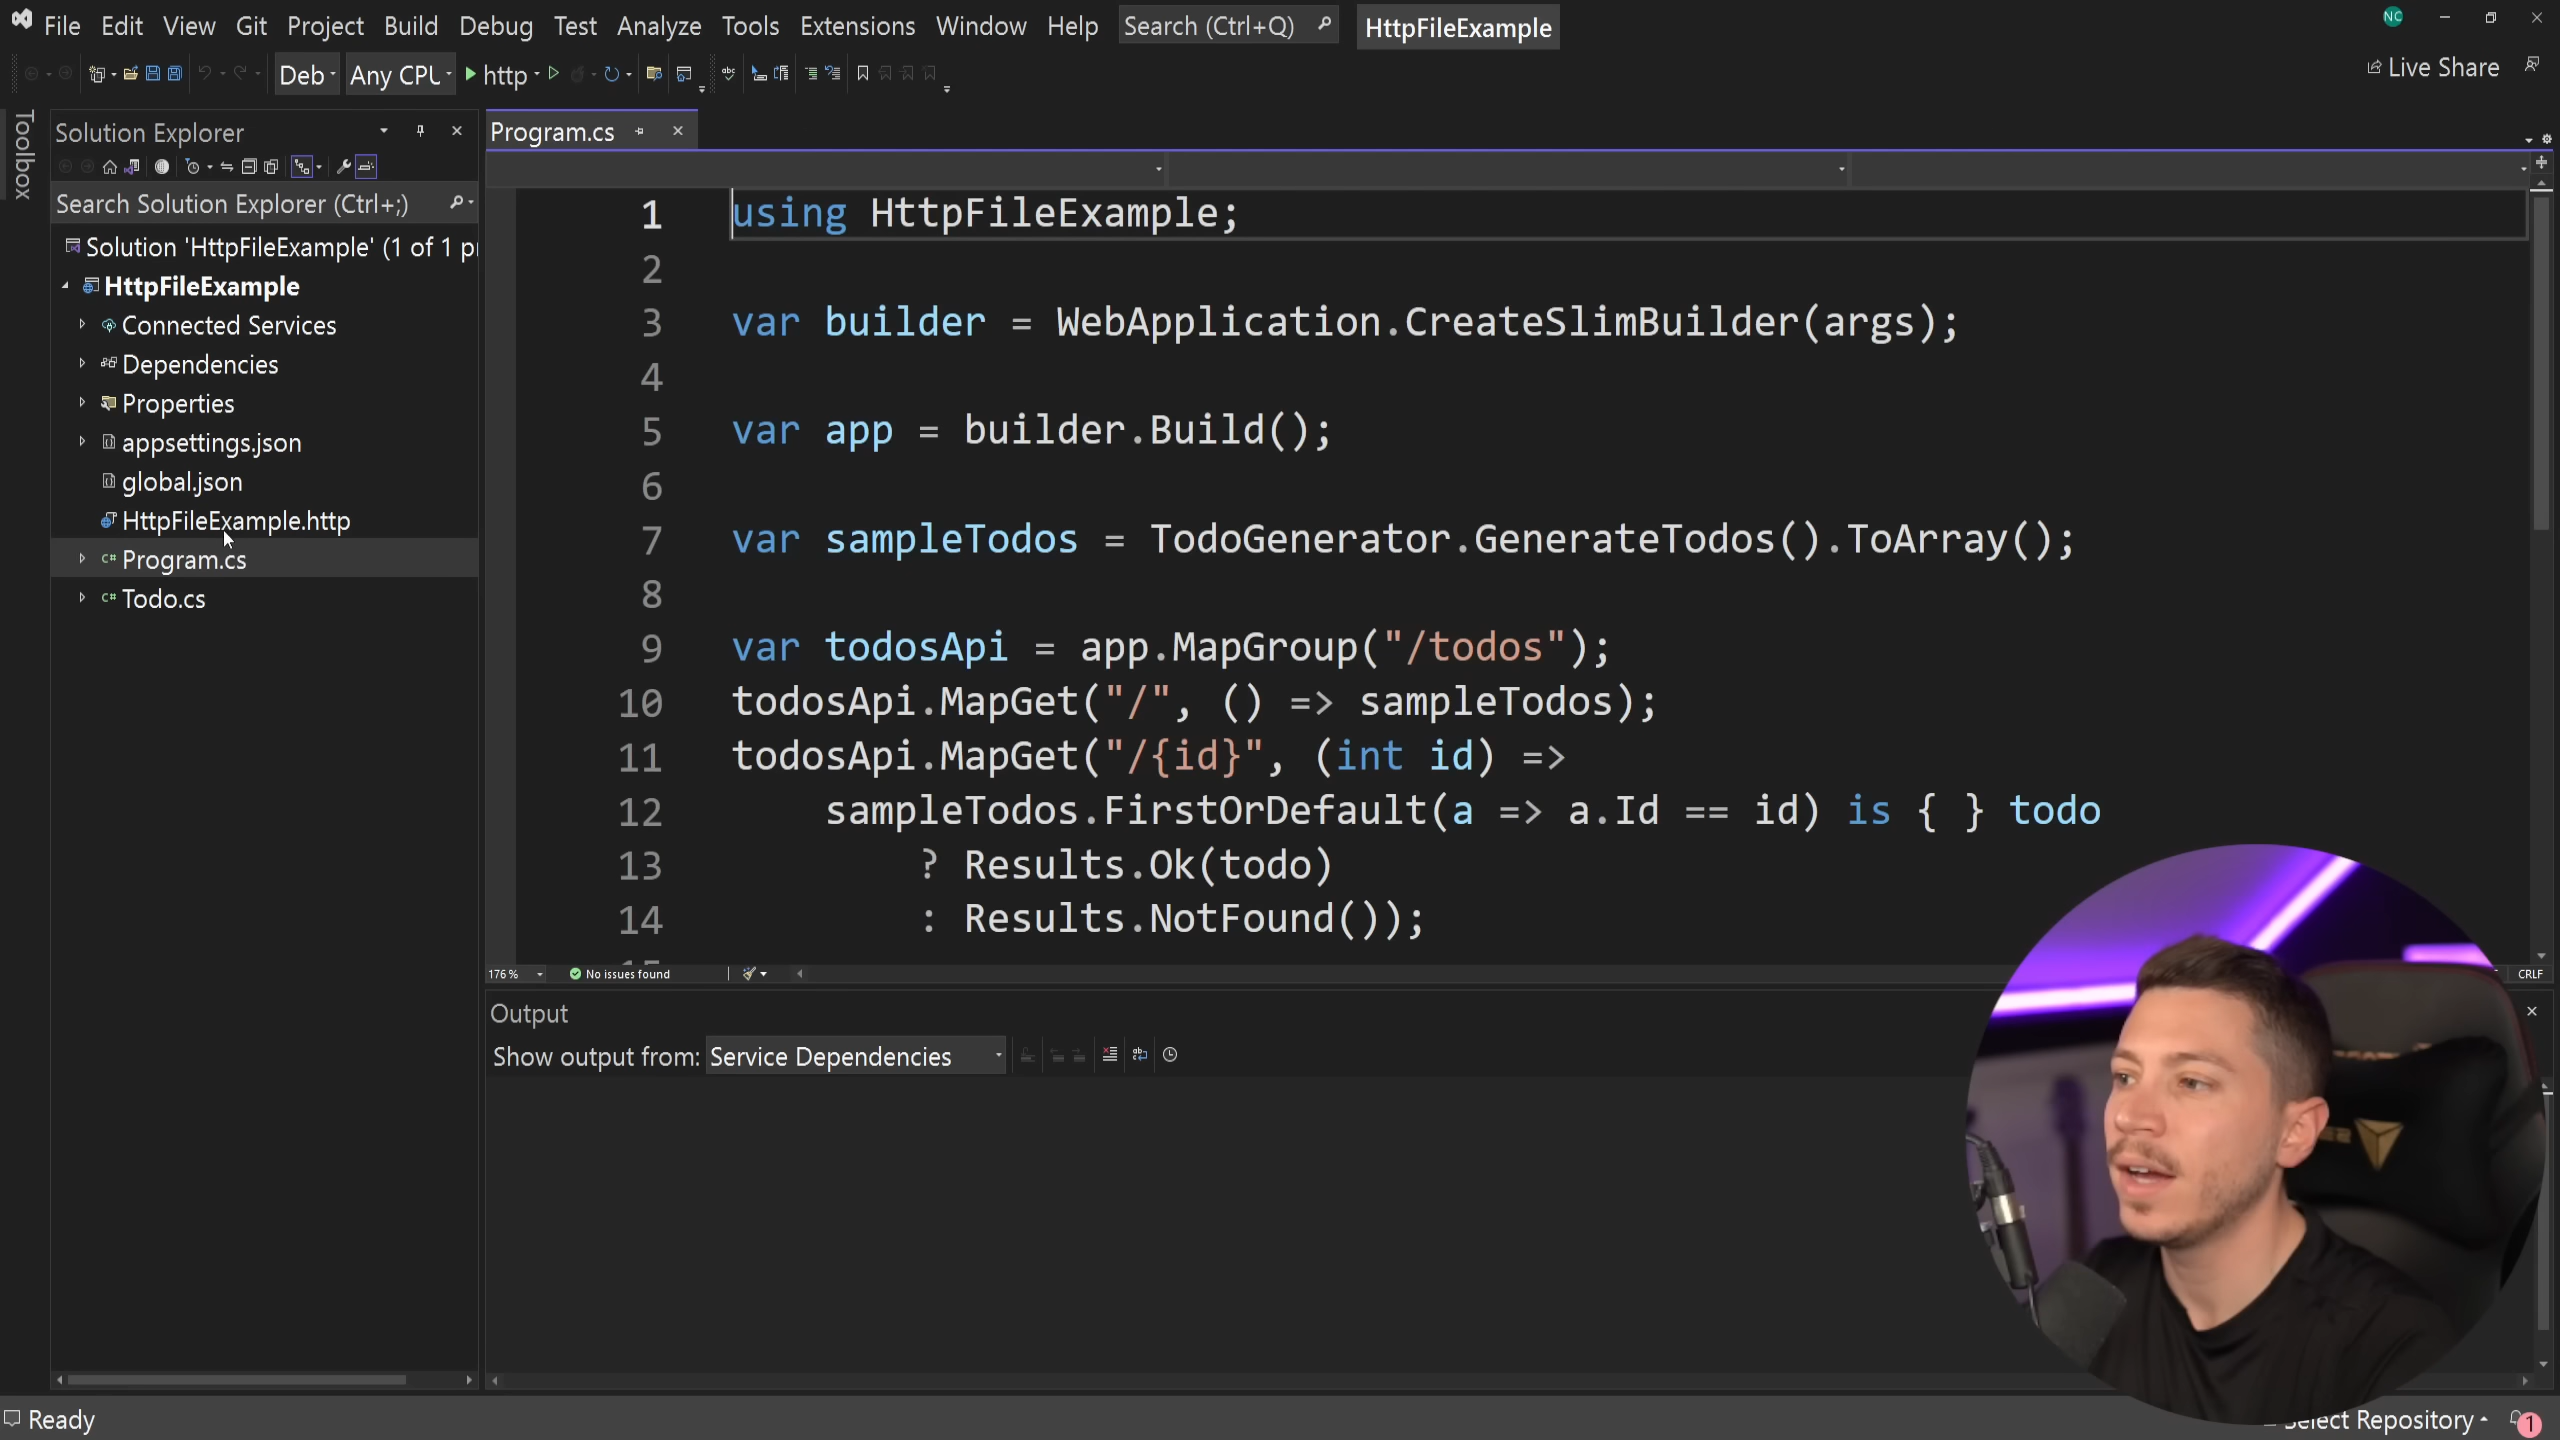 File Edit View Git Project Build Debug Test Analyze Tools Extensions Window Help Search (Ctrl+Q) HttpFileExample NC
Deb Any CPU http Live Share
Toolbox
Solution Explorer
Search Solution Explorer (Ctrl+;)
Solution 'HttpFileExample' (1 of 1 pr
HttpFileExample
Connected Services
Dependencies
Properties
appsettings.json
global.json
HttpFileExample.http
C# Program.cs
C# Todo.cs
Program.cs
1 using HttpFileExample;
2
3 var builder = WebApplication.CreateSlimBuilder(args);
4
5 var app = builder.Build();
6
7 var sampleTodos = TodoGenerator.GenerateTodos().ToArray();
8
9 var todosApi = app.MapGroup("/todos");
10 todosApi.MapGet("/", () => sampleTodos);
11 todosApi.MapGet("/{id}", (int id) =>
12 sampleTodos.FirstOrDefault(a => a.Id == id) is { } todo
13 ? Results.Ok(todo)
14 : Results.NotFound());
176 % No issues found CRLF
Output
Show output from: Service Dependencies
Ready Select Repository 1